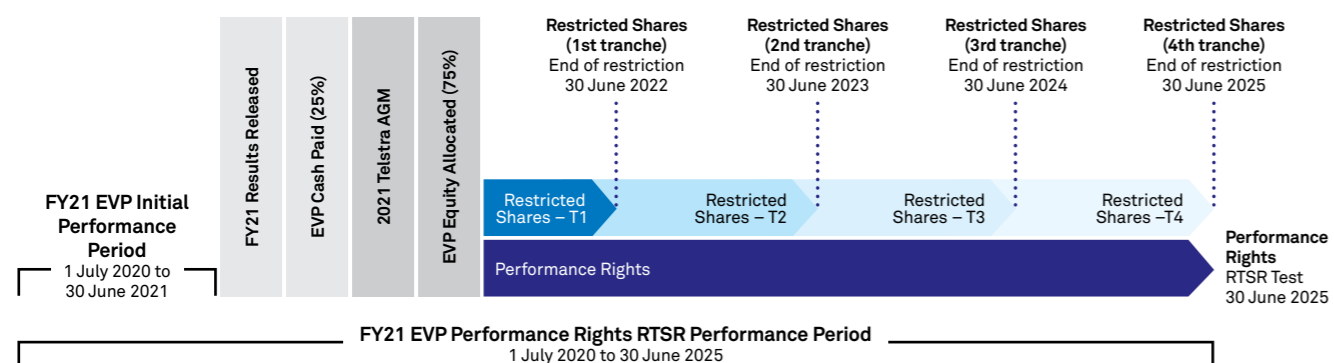 FY21 EVP Initial
Performance
Period
1 July 2020 to
30 June 2021
FY21 Results Released
EVP Cash Paid (25%)
2021 Telstra AGM
EVP Equity Allocated (75%)
Restricted Shares
(1st tranche)
End of restriction
30 June 2022
Restricted Shares
(2nd tranche)
End of restriction
30 June 2023
Restricted Shares
(3rd tranche)
End of restriction
30 June 2024
Restricted Shares
(4th tranche)
End of restriction
30 June 2025
Restricted
Shares – T1
Restricted
Shares – T2
Restricted
Shares – T3
Restricted
Shares –T4
Performance Rights
Performance
Rights
RTSR Test
30 June 2025
FY21 EVP Performance Rights RTSR Performance Period
1 July 2020 to 30 June 2025